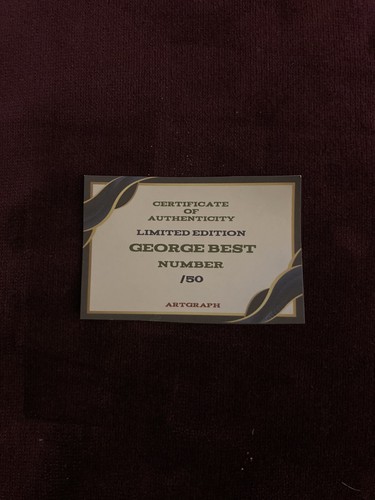 CERTIFICATE
OF
AUTHENTICITY
LIMITED EDITION
GEORGE BEST
NUMBER
/50
ARTGRAPH